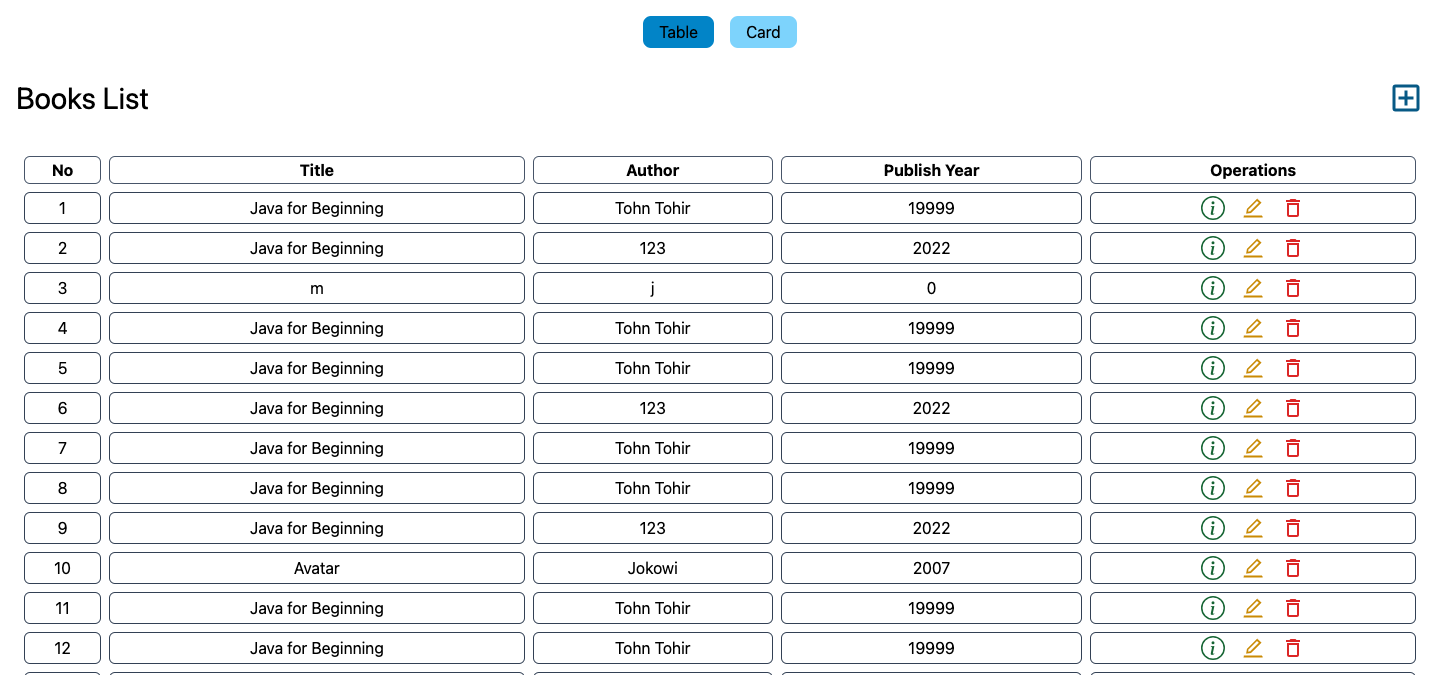 Table Card
Books List
No Title Author Publish Year Operations
1 Java for Beginning Tohn Tohir 19999
2 Java for Beginning 123 2022
3 m j 0
4 Java for Beginning Tohn Tohir 19999
5 Java for Beginning Tohn Tohir 19999
6 Java for Beginning 123 2022
7 Java for Beginning Tohn Tohir 19999
8 Java for Beginning Tohn Tohir 19999
9 Java for Beginning 123 2022
10 Avatar Jokowi 2007
11 Java for Beginning Tohn Tohir 19999
12 Java for Beginning Tohn Tohir 19999